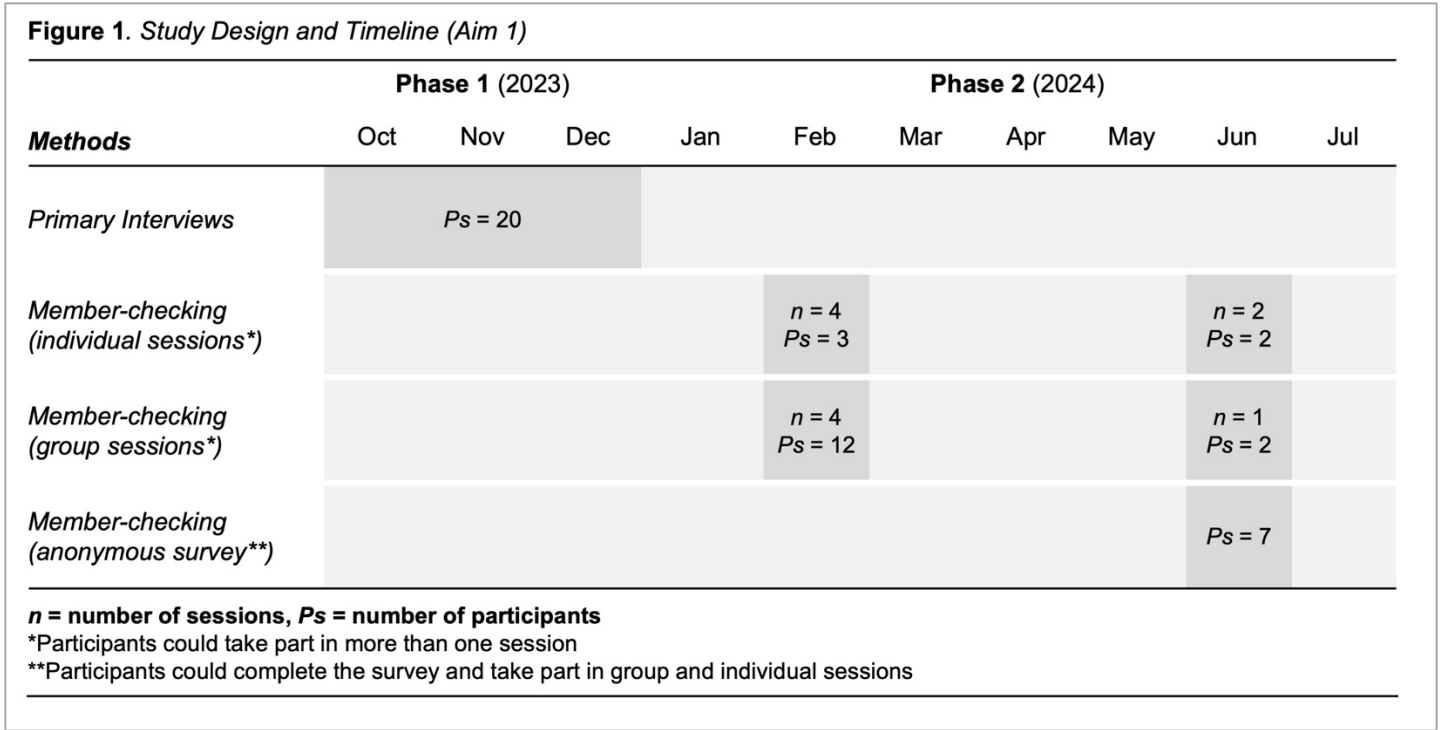 Figure 1. Study Design and Timeline (Aim 1)
Phase 1 (2023) Phase 2 (2024)
Methods Oct Nov Dec Jan Feb Mar Apr May Jun Jul
Primary Interviews Ps = 20
Member-checking n = 4 n = 2
(individual sessions*) Ps = 3 Ps = 2
Member-checking n = 4 n = 1
(group sessions*) Ps = 12 Ps = 2
Member-checking
(anonymous survey**) Ps = 7
n = number of sessions, Ps = number of participants
*Participants could take part in more than one session
**Participants could complete the survey and take part in group and individual sessions